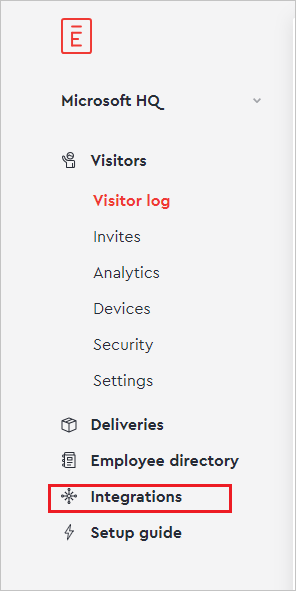 Ē
Microsoft HQ
Visitors
Visitor log
Invites
Analytics
Devices
Security
Settings
Deliveries
Employee directory
Integrations
Setup guide